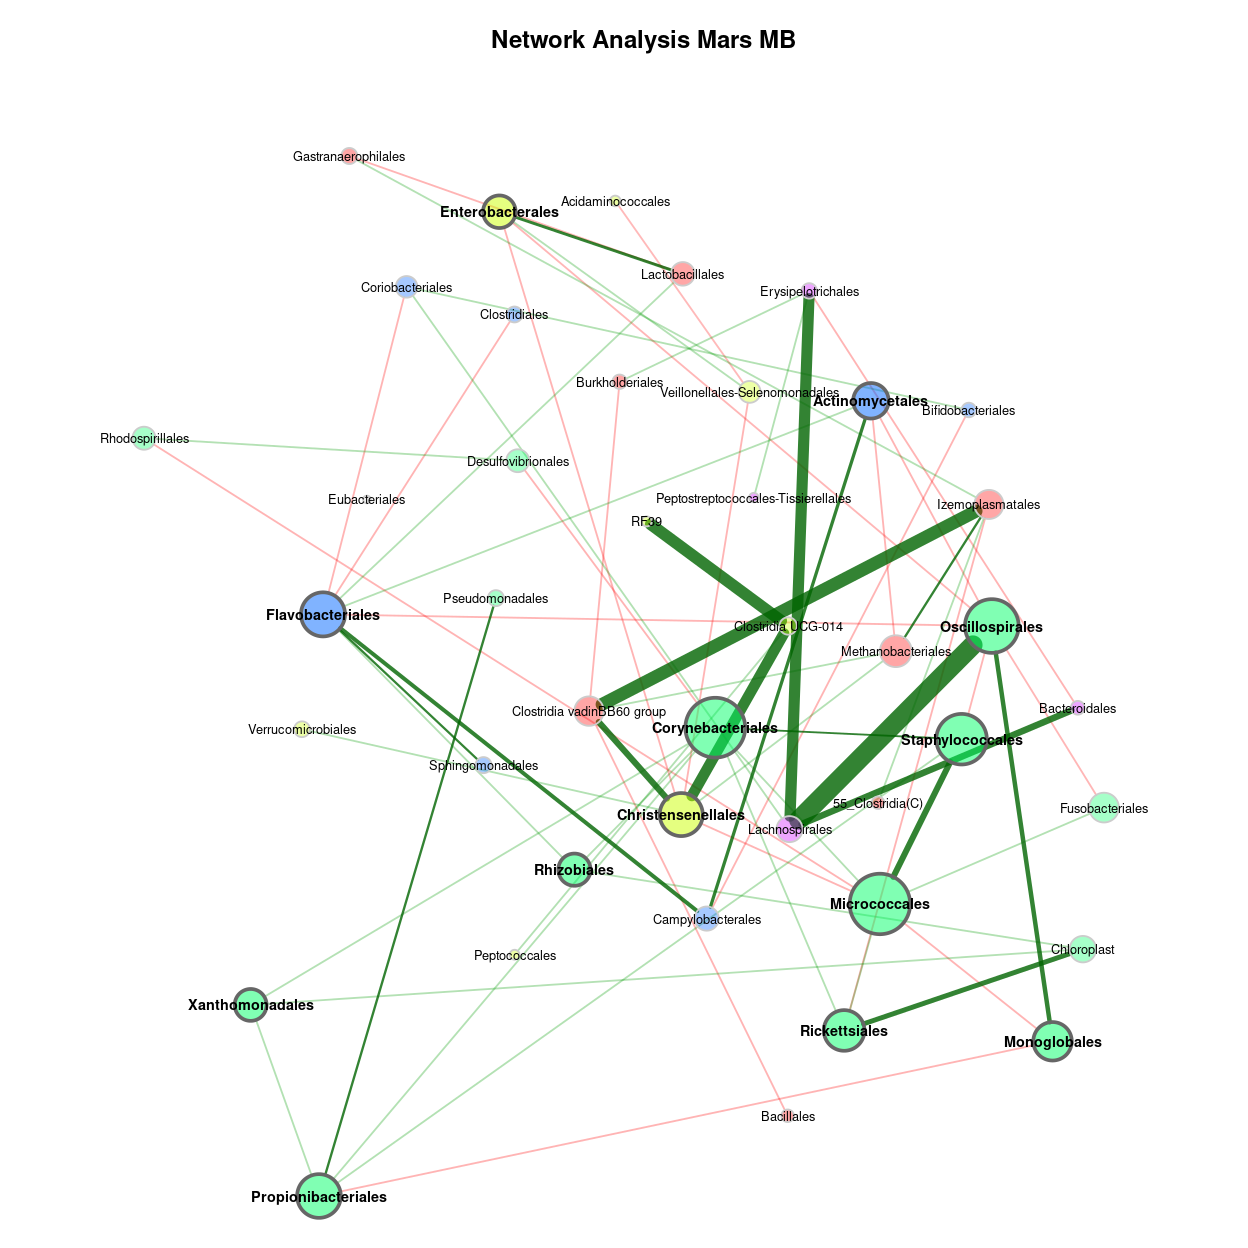 Network Analysis Mars MB
Gastranaerophilales
Acidaminococcales
Enterobacterales
Lactobacillales
Coriobacteriales
Erysipelotrichales
Clostridiales
Burkholderiales
Veillonellales-Selenomonadales
Actinomycetales
Bifidobacteriales
Rhodospirillales
Desulfovibrionales
Eubacteriales
Peptostreptococcales-Tissierellales
Izemoplasmatales
RF39
Pseudomonadales
Flavobacteriales
Clostridia UCG-014
Oscillospirales
Methanobacteriales
Clostridia vadinBB60 group
Bacteroidales
Verrucomicrobiales
Corynebacteriales
Staphylococcales
Sphingomonadales
55_Clostridia(C)
Fusobacteriales
Christensenellales
Lachnospirales
Rhizobiales
Micrococcales
Campylobacterales
Peptococcales
Chloroplast
Xanthomonadales
Rickettsiales
Monoglobales
Bacillales
Propionibacteriales